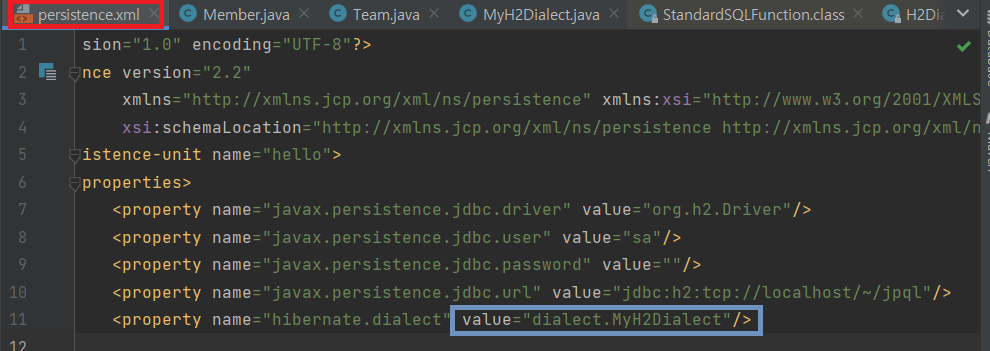 persistence.xml Member.java Team.java MyH2Dialect.java StandardSQLFunction.class H2Dia
1 sion="1.0" encoding="UTF-8"?>
2 nce version="2.2"
3 xmlns="http://xmlns.jcp.org/xml/ns/persistence" xmlns:xsi="http://www.w3.org/2001/XMLS
4 xsi:schemaLocation="http://xmlns.jcp.org/xml/ns/persistence http://xmlns.jcp.org/xml/n
5 istence-unit name="hello">
6 properties>
7 <property name="javax.persistence.jdbc.driver" value="org.h2.Driver"/>
8 <property name="javax.persistence.jdbc.user" value="sa"/>
9 <property name="javax.persistence.jdbc.password" value=""/>
10 <property name="javax.persistence.jdbc.url" value="jdbc:h2:tcp://localhost/~/jpql"/>
11 <property name="hibernate.dialect" value="dialect.MyH2Dialect"/>
12